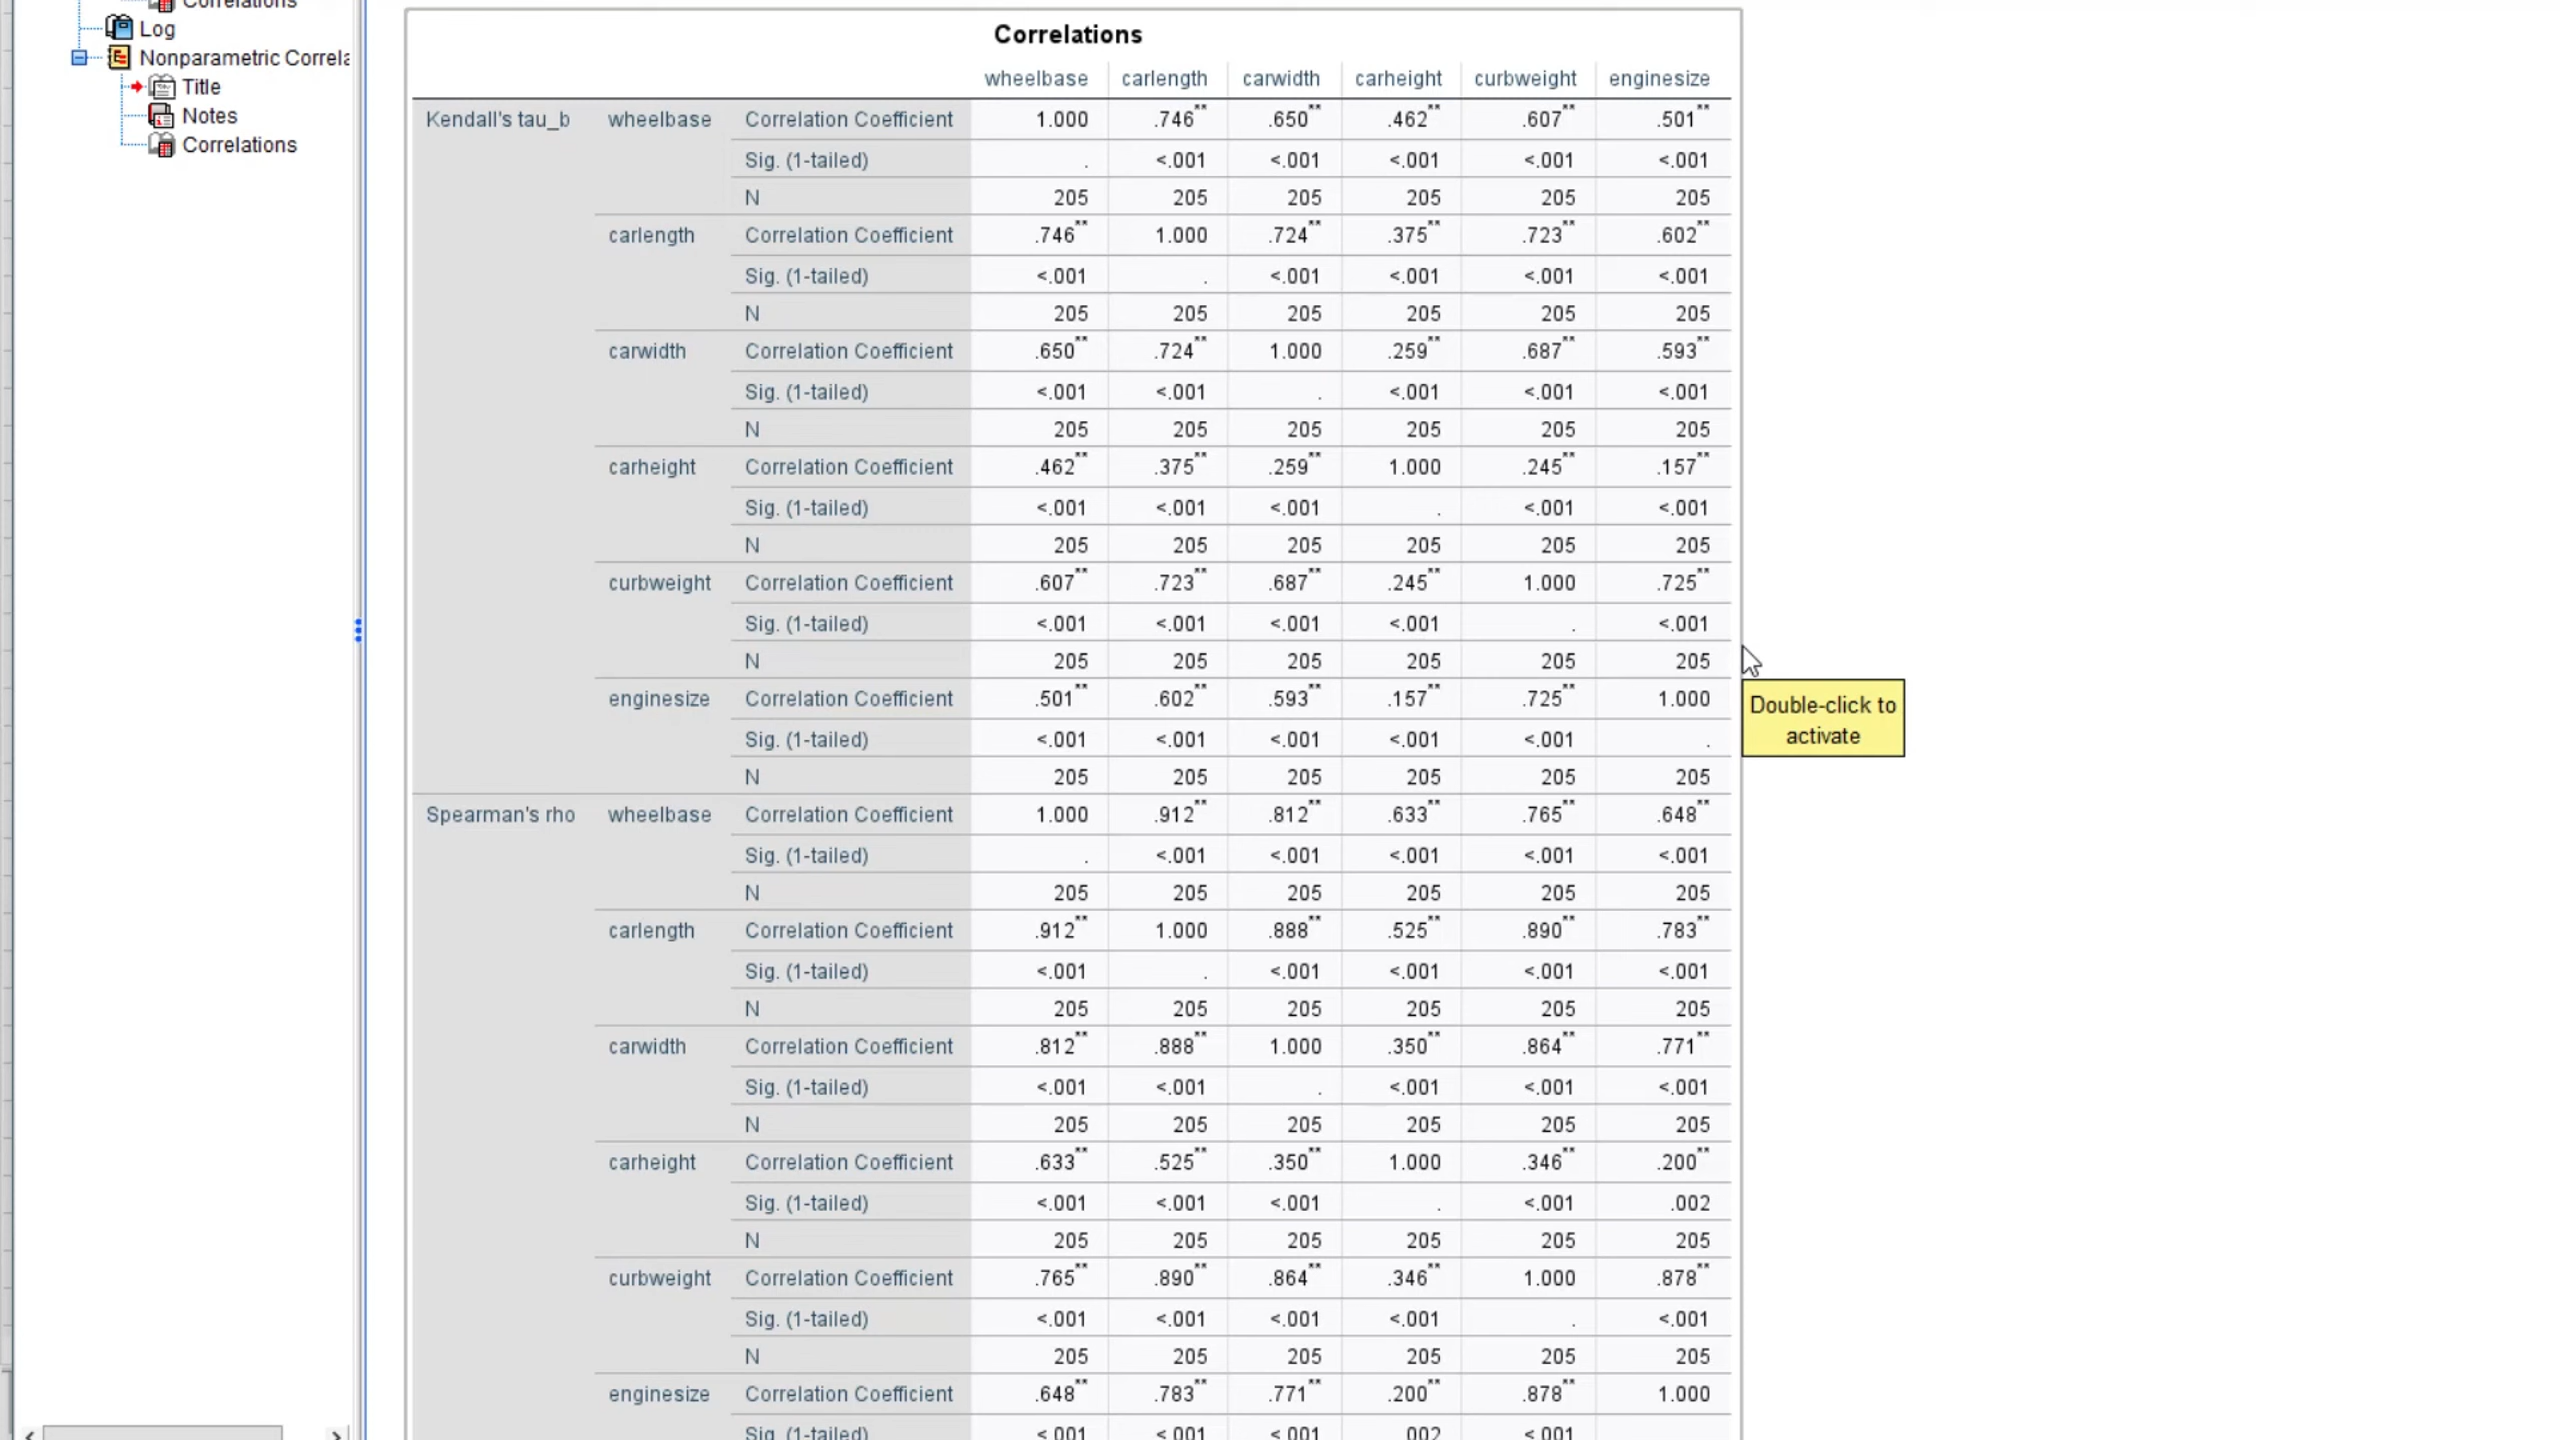 Correlations
Log
Nonparametric Correla
Title
Notes
Correlations
Correlations
wheelbase carlength carwidth carheight curbweight enginesize
Kendall's tau_b wheelbase Correlation Coefficient 1.000 .746** .650** .462** .607** .501**
Sig. (1-tailed) . <.001 <.001 <.001 <.001 <.001
N 205 205 205 205 205 205
carlength Correlation Coefficient .746** 1.000 .724** .375** .723** .602**
Sig. (1-tailed) <.001 . <.001 <.001 <.001 <.001
N 205 205 205 205 205 205
carwidth Correlation Coefficient .650** .724** 1.000 .259** .687** .593**
Sig. (1-tailed) <.001 <.001 . <.001 <.001 <.001
N 205 205 205 205 205 205
carheight Correlation Coefficient .462** .375** .259** 1.000 .245** .157**
Sig. (1-tailed) <.001 <.001 <.001 . <.001 <.001
N 205 205 205 205 205 205
curbweight Correlation Coefficient .607** .723** .687** .245** 1.000 .725**
Sig. (1-tailed) <.001 <.001 <.001 <.001 . <.001
N 205 205 205 205 205 205
enginesize Correlation Coefficient .501** .602** .593** .157** .725** 1.000
Sig. (1-tailed) <.001 <.001 <.001 <.001 <.001 .
N 205 205 205 205 205 205
Spearman's rho wheelbase Correlation Coefficient 1.000 .912** .812** .633** .765** .648**
Sig. (1-tailed) . <.001 <.001 <.001 <.001 <.001
N 205 205 205 205 205 205
carlength Correlation Coefficient .912** 1.000 .888** .525** .890** .783**
Sig. (1-tailed) <.001 . <.001 <.001 <.001 <.001
N 205 205 205 205 205 205
carwidth Correlation Coefficient .812** .888** 1.000 .350** .864** .771**
Sig. (1-tailed) <.001 <.001 . <.001 <.001 <.001
N 205 205 205 205 205 205
carheight Correlation Coefficient .633** .525** .350** 1.000 .346** .200**
Sig. (1-tailed) <.001 <.001 <.001 . <.001 .002
N 205 205 205 205 205 205
curbweight Correlation Coefficient .765** .890** .864** .346** 1.000 .878**
Sig. (1-tailed) <.001 <.001 <.001 <.001 . <.001
N 205 205 205 205 205 205
enginesize Correlation Coefficient .648** .783** .771** .200** .878** 1.000
Sig. (1-tailed) <.001 <.001 <.001 .002 <.001
Double-click to
activate